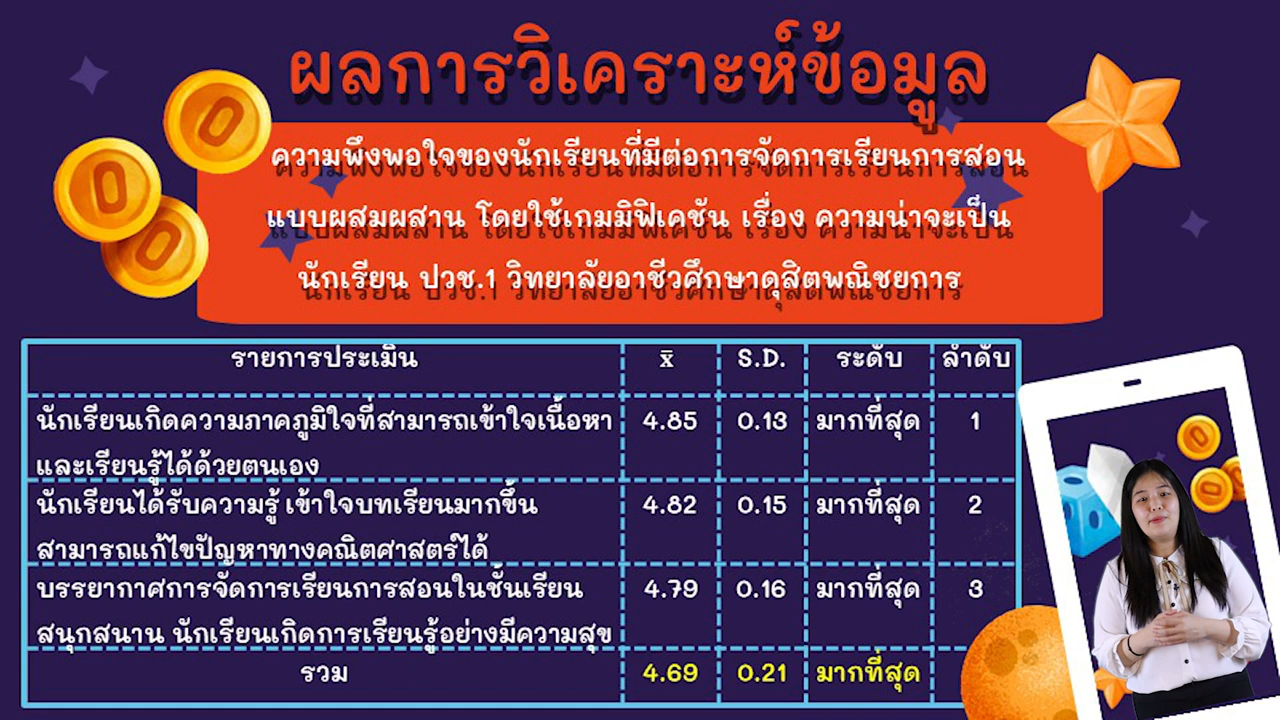 ผลการวิเคราะห์ข้อมูล
ความพึงพอใจของนักเรียนที่มีต่อการจัดการเรียนการสอน
แบบผสมผสาน โดยใช้เกมมิฟิเคชัน เรื่อง ความน่าจะเป็น
นักเรียน ปวช.1 วิทยาลัยอาชีวศึกษาดุสิตพณิชยการ
รายการประเมิน x̄ S.D. ระดับ ลำดับ
นักเรียนเกิดความภาคภูมิใจที่สามารถเข้าใจเนื้อหา 4.85 0.13 มากที่สุด 1
และเรียนรู้ได้ด้วยตนเอง
นักเรียนได้รับความรู้ เข้าใจบทเรียนมากขึ้น 4.82 0.15 มากที่สุด 2
สามารถแก้ไขปัญหาทางคณิตศาสตร์ได้
บรรยากาศการจัดการเรียนการสอนในชั้นเรียน 4.79 0.16 มากที่สุด 3
สนุกสนาน นักเรียนเกิดการเรียนรู้อย่างมีความสุข
รวม 4.69 0.21 มากที่สุด